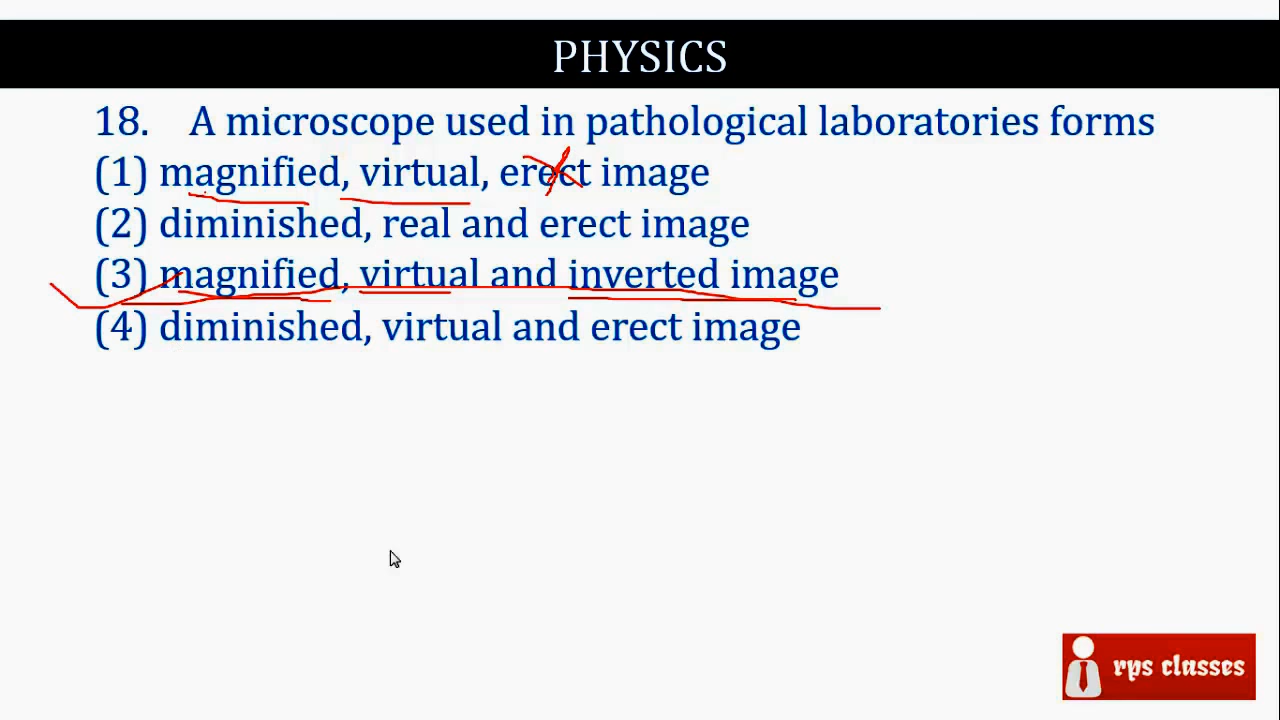 PHYSICS
18. A microscope used in pathological laboratories forms
(1) magnified, virtual, erect image
(2) diminished, real and erect image
(3) magnified, virtual and inverted image
(4) diminished, virtual and erect image
rps classes